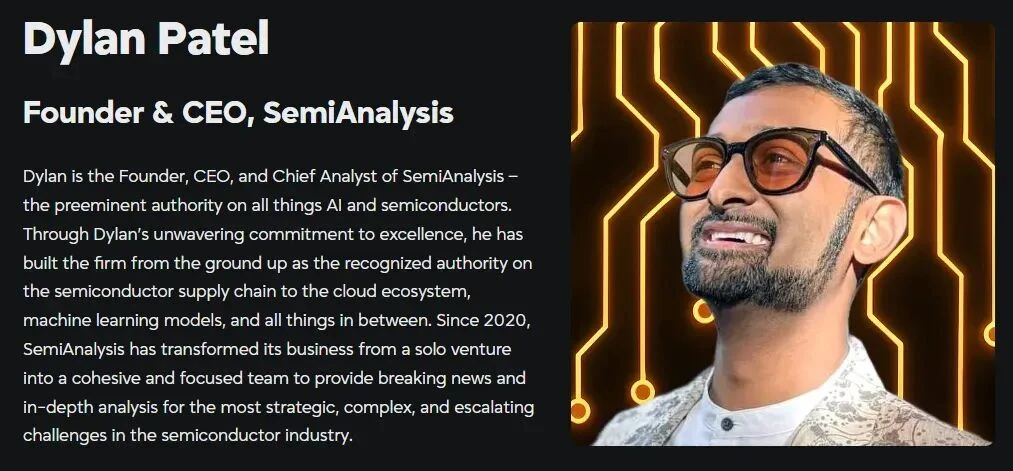 Dylan Patel
Founder & CEO, SemiAnalysis
Dylan is the Founder, CEO, and Chief Analyst of SemiAnalysis –
the preeminent authority on all things AI and semiconductors.
Through Dylan’s unwavering commitment to excellence, he has
built the firm from the ground up as the recognized authority on
the semiconductor supply chain to the cloud ecosystem,
machine learning models, and all things in between. Since 2020,
SemiAnalysis has transformed its business from a solo venture
into a cohesive and focused team to provide breaking news and
in-depth analysis for the most strategic, complex, and escalating
challenges in the semiconductor industry.